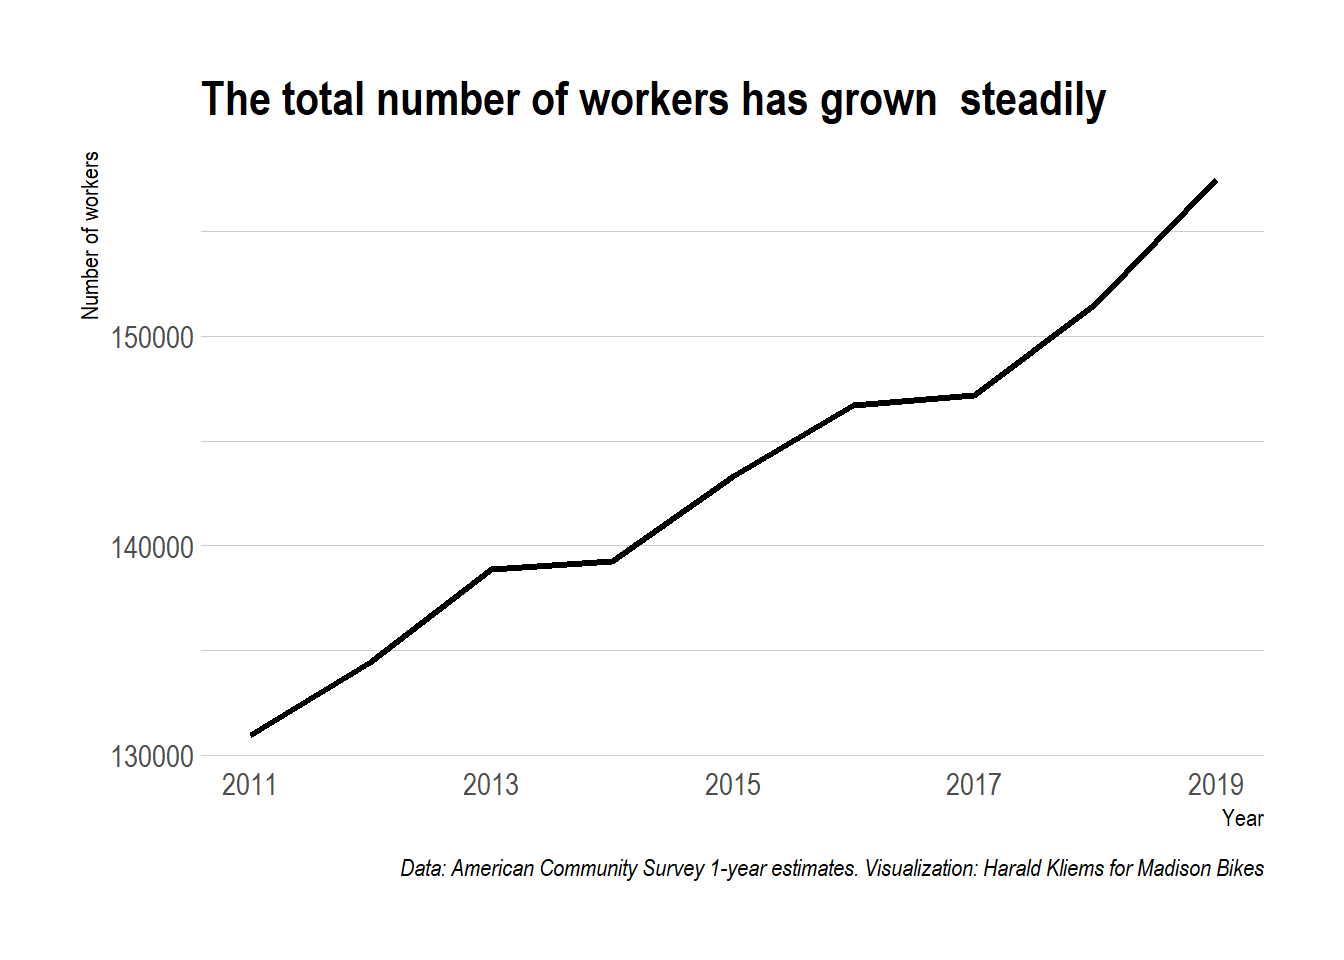 The total number of workers has grown  steadily
Number of workers
150000
140000
130000
2011
2013
2015
2017
2019
Year
Data: American Community Survey 1-year estimates. Visualization: Harald Kliems for Madison Bikes